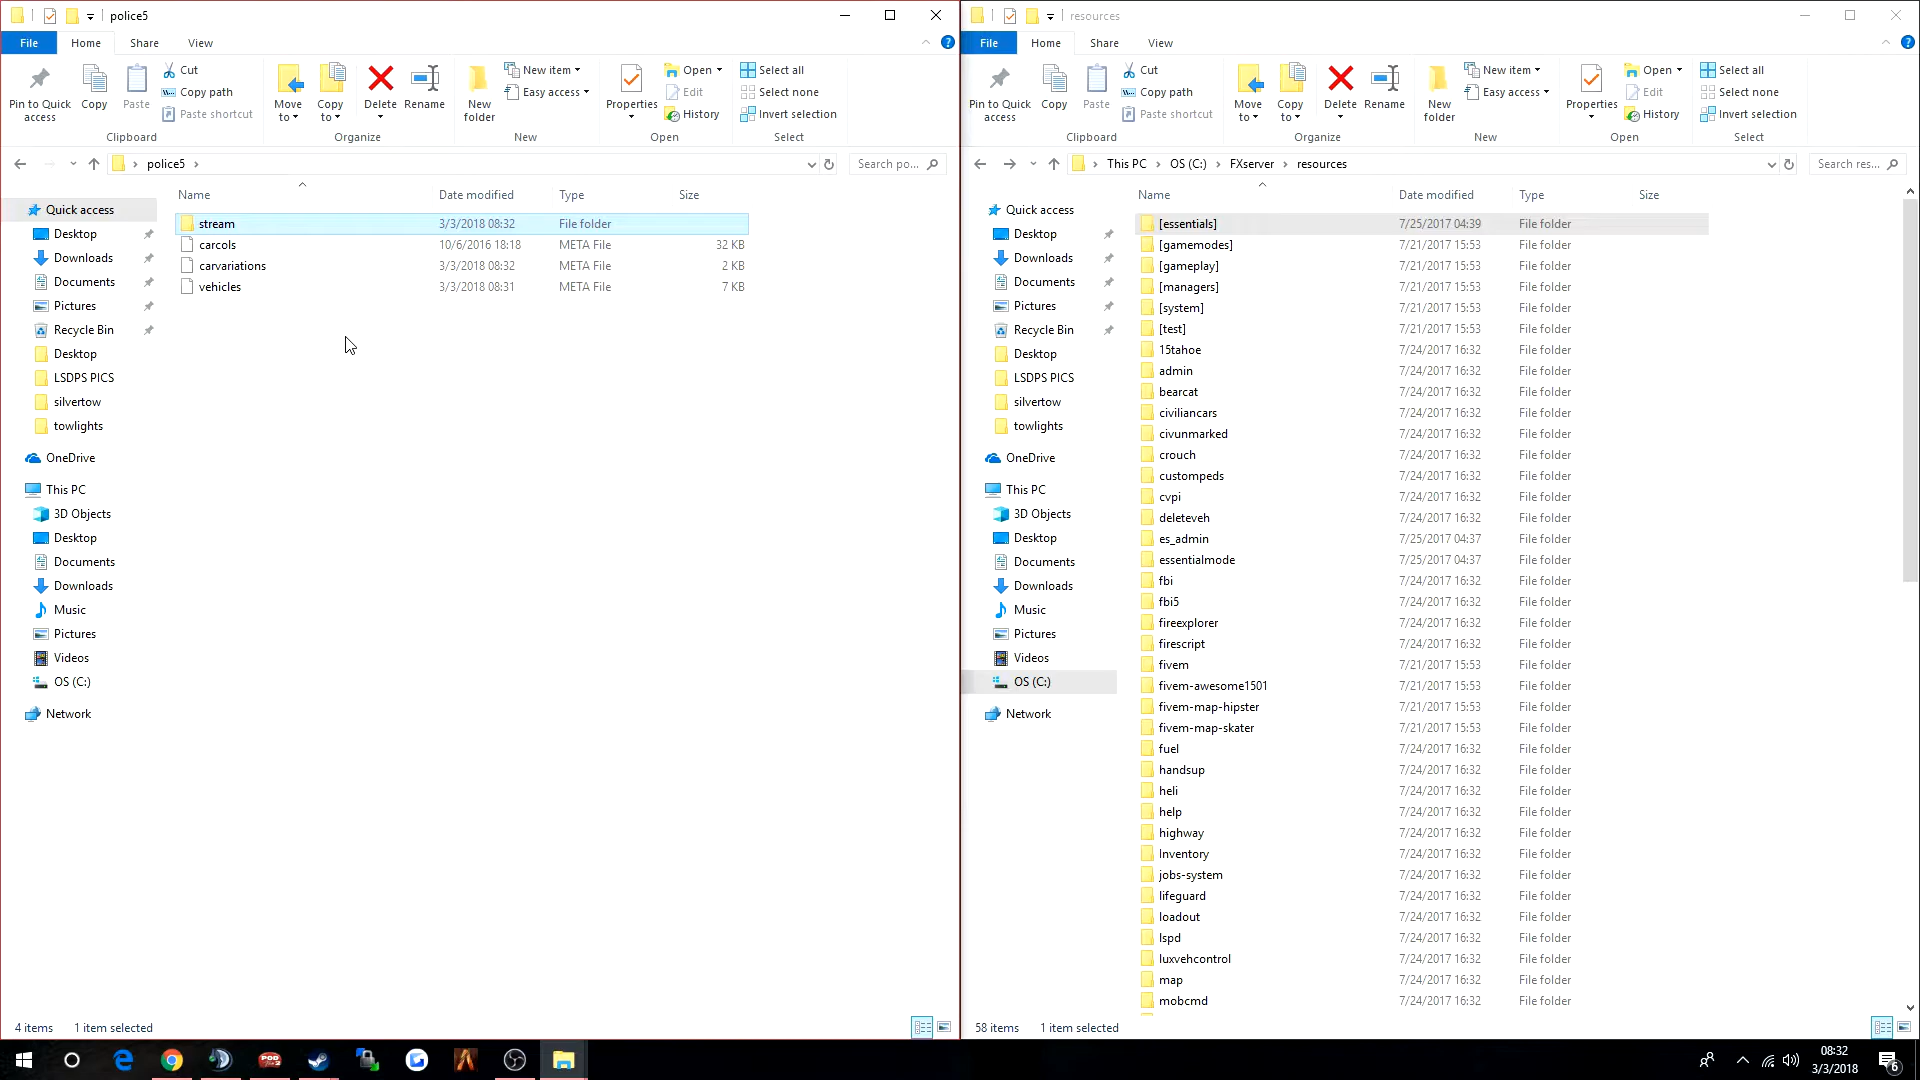 police5
File Home Share View
Pin to Quick access
Copy
Paste
Cut
Copy path
Paste shortcut
Clipboard
Move to
Copy to
Delete
Rename
Organize
New folder
New item
Easy access
New
Properties
Open
Edit
History
Open
Select all
Select none
Invert selection
Select
police5
Search po...
Name Date modified Type Size
stream 3/3/2018 08:32 File folder
carcols 10/6/2016 18:18 META File 32 KB
carvariations 3/3/2018 08:32 META File 2 KB
vehicles 3/3/2018 08:31 META File 7 KB
Quick access
Desktop
Downloads
Documents
Pictures
Recycle Bin
Desktop
LSDPS PICS
silvertow
towlights
OneDrive
This PC
3D Objects
Desktop
Documents
Downloads
Music
Pictures
Videos
OS (C:)
Network
4 items 1 item selected
resources
File Home Share View
Pin to Quick access
Copy
Paste
Cut
Copy path
Paste shortcut
Clipboard
Move to
Copy to
Delete
Rename
Organize
New folder
New item
Easy access
New
Properties
Open
Edit
History
Open
Select all
Select none
Invert selection
Select
This PC OS (C:) FXserver resources
Search res...
Name Date modified Type Size
[essentials] 7/25/2017 04:39 File folder
[gamemodes] 7/21/2017 15:53 File folder
[gameplay] 7/21/2017 15:53 File folder
[managers] 7/21/2017 15:53 File folder
[system] 7/21/2017 15:53 File folder
[test] 7/21/2017 15:53 File folder
15tahoe 7/24/2017 16:32 File folder
admin 7/24/2017 16:32 File folder
bearcat 7/24/2017 16:32 File folder
civiliancars 7/24/2017 16:32 File folder
civunmarked 7/24/2017 16:32 File folder
crouch 7/24/2017 16:32 File folder
custompeds 7/24/2017 16:32 File folder
cvpi 7/24/2017 16:32 File folder
deleteveh 7/24/2017 16:32 File folder
es_admin 7/25/2017 04:37 File folder
essentialmode 7/25/2017 04:37 File folder
fbi 7/24/2017 16:32 File folder
fbi5 7/24/2017 16:32 File folder
fireexplorer 7/24/2017 16:32 File folder
firescript 7/24/2017 16:32 File folder
fivem 7/21/2017 15:53 File folder
fivem-awesome1501 7/21/2017 15:53 File folder
fivem-map-hipster 7/21/2017 15:53 File folder
fivem-map-skater 7/21/2017 15:53 File folder
fuel 7/24/2017 16:32 File folder
handsup 7/24/2017 16:32 File folder
heli 7/24/2017 16:32 File folder
help 7/24/2017 16:32 File folder
highway 7/24/2017 16:32 File folder
Inventory 7/24/2017 16:32 File folder
jobs-system 7/24/2017 16:32 File folder
lifeguard 7/24/2017 16:32 File folder
loadout 7/24/2017 16:32 File folder
lspd 7/24/2017 16:32 File folder
luxvehcontrol 7/24/2017 16:32 File folder
map 7/24/2017 16:32 File folder
mobcmd 7/24/2017 16:32 File folder
Quick access
Desktop
Downloads
Documents
Pictures
Recycle Bin
Desktop
LSDPS PICS
silvertow
towlights
OneDrive
This PC
3D Objects
Desktop
Documents
Downloads
Music
Pictures
Videos
OS (C:)
Network
58 items 1 item selected
08:32
3/3/2018
6